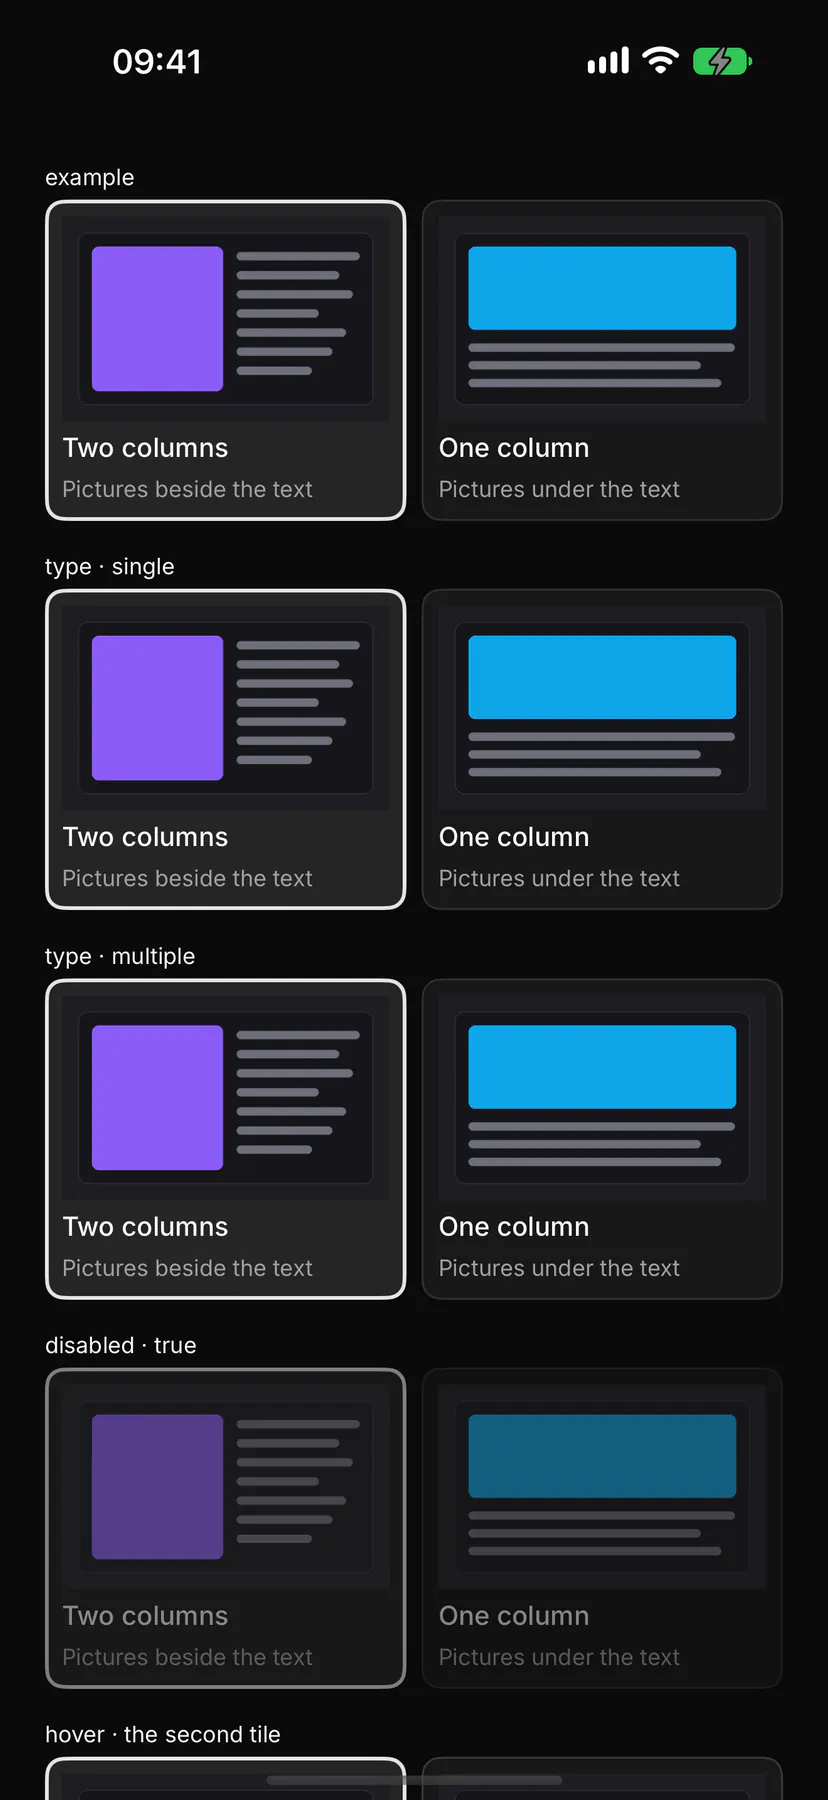 09:41
example
Two columns
Pictures beside the text
One column
Pictures under the text
type · single
Two columns
Pictures beside the text
One column
Pictures under the text
type · multiple
Two columns
Pictures beside the text
One column
Pictures under the text
disabled · true
Two columns
Pictures beside the text
One column
Pictures under the text
hover · the second tile